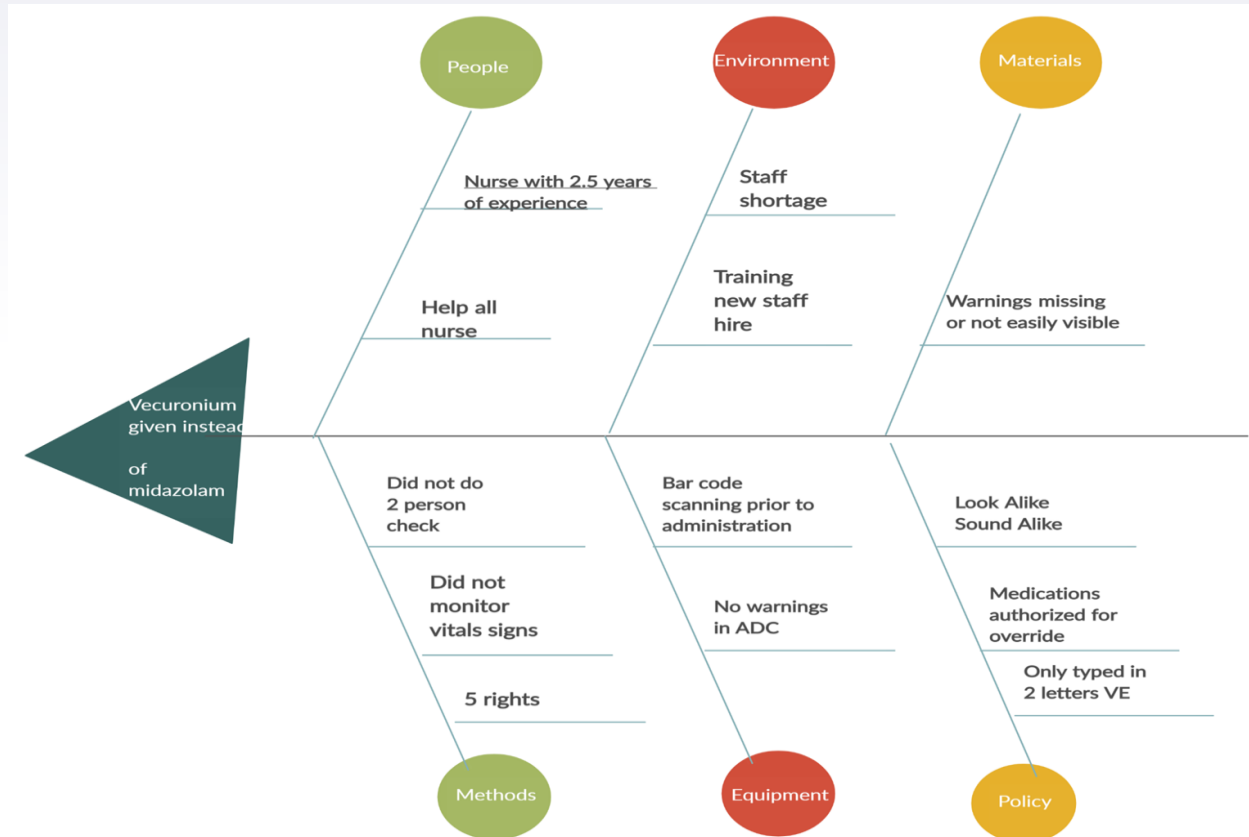 People
Environment
Materials
Nurse with 2.5 years
of experience
Staff
shortage
Help all
nurse
Training
new staff
hire
Warnings missing
or not easily visible
Vecuronium
given instead
of
midazolam
Did not do
2 person
check
Bar code
scanning prior to
administration
Look Alike
Sound Alike
Did not
monitor
vitals signs
No warnings
in ADC
Medications
authorized for
override
5 rights
Only typed in
2 letters VE
Methods
Equipment
Policy